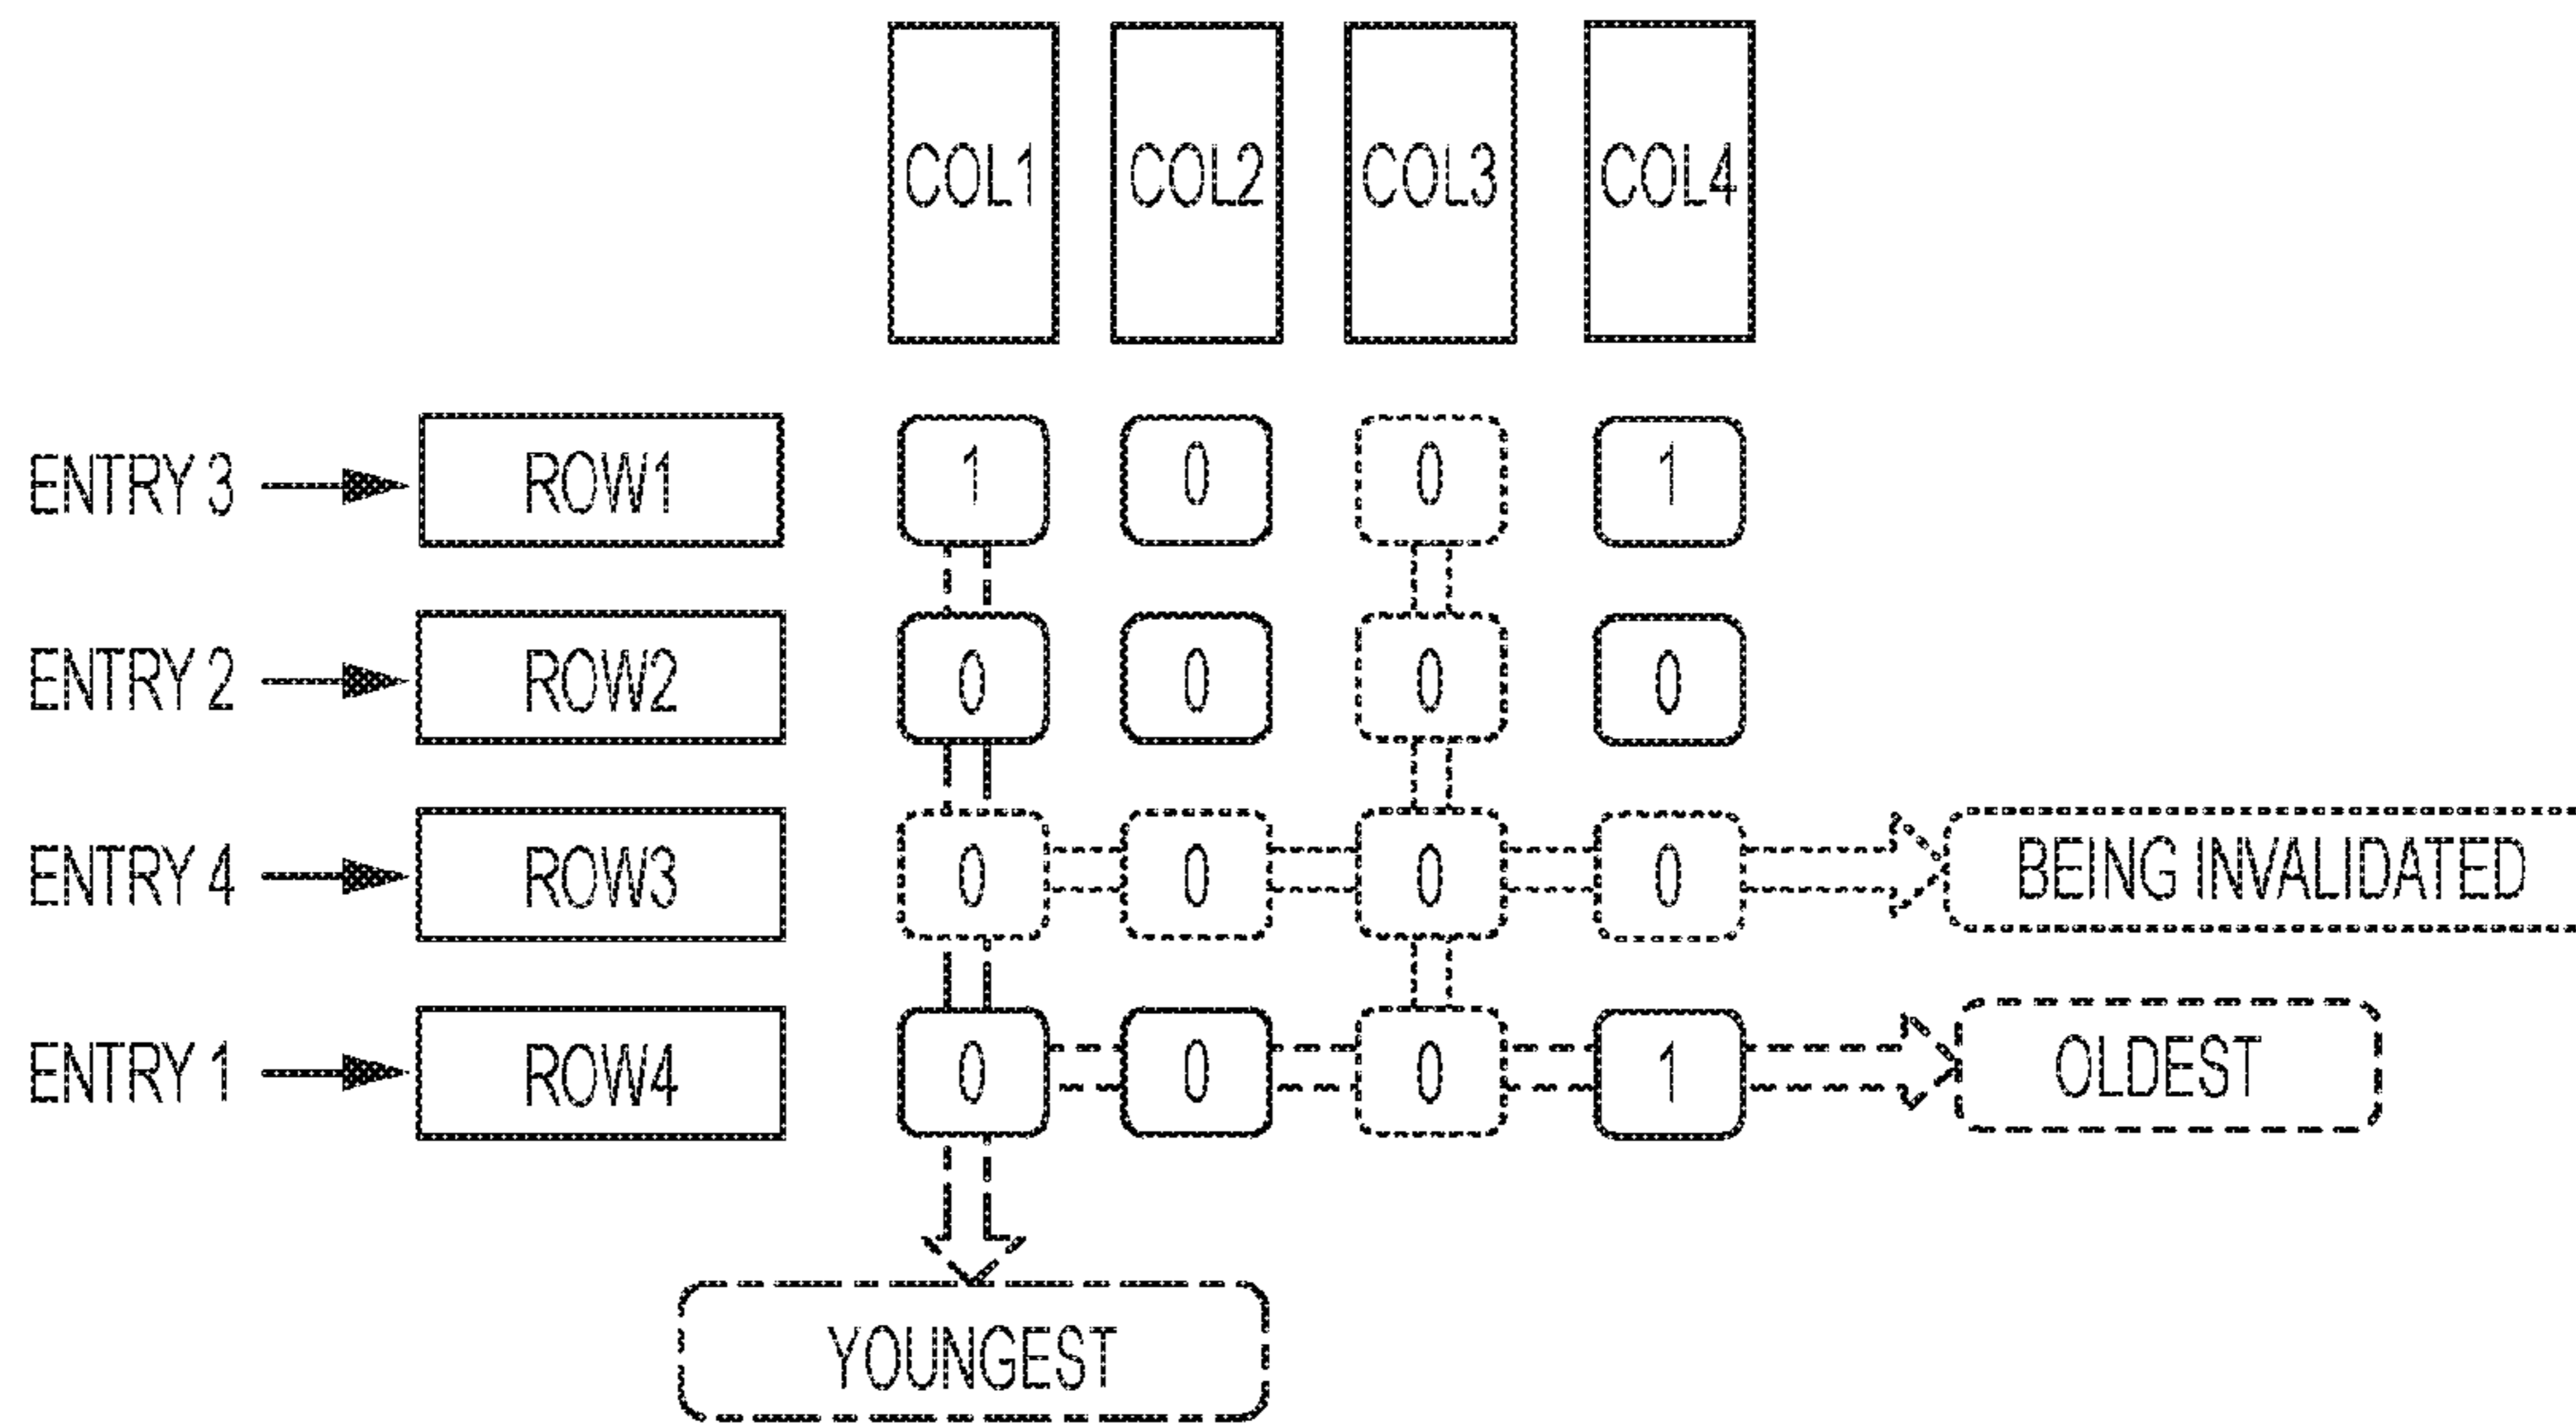 COL1 COL2 COL3 COL4
ENTRY 3 ROW1 1 0 0 1
ENTRY 2 ROW2 0 0 0 0
ENTRY 4 ROW3 0 0 0 0 BEING INVALIDATED
ENTRY 1 ROW4 0 0 0 1 OLDEST
YOUNGEST